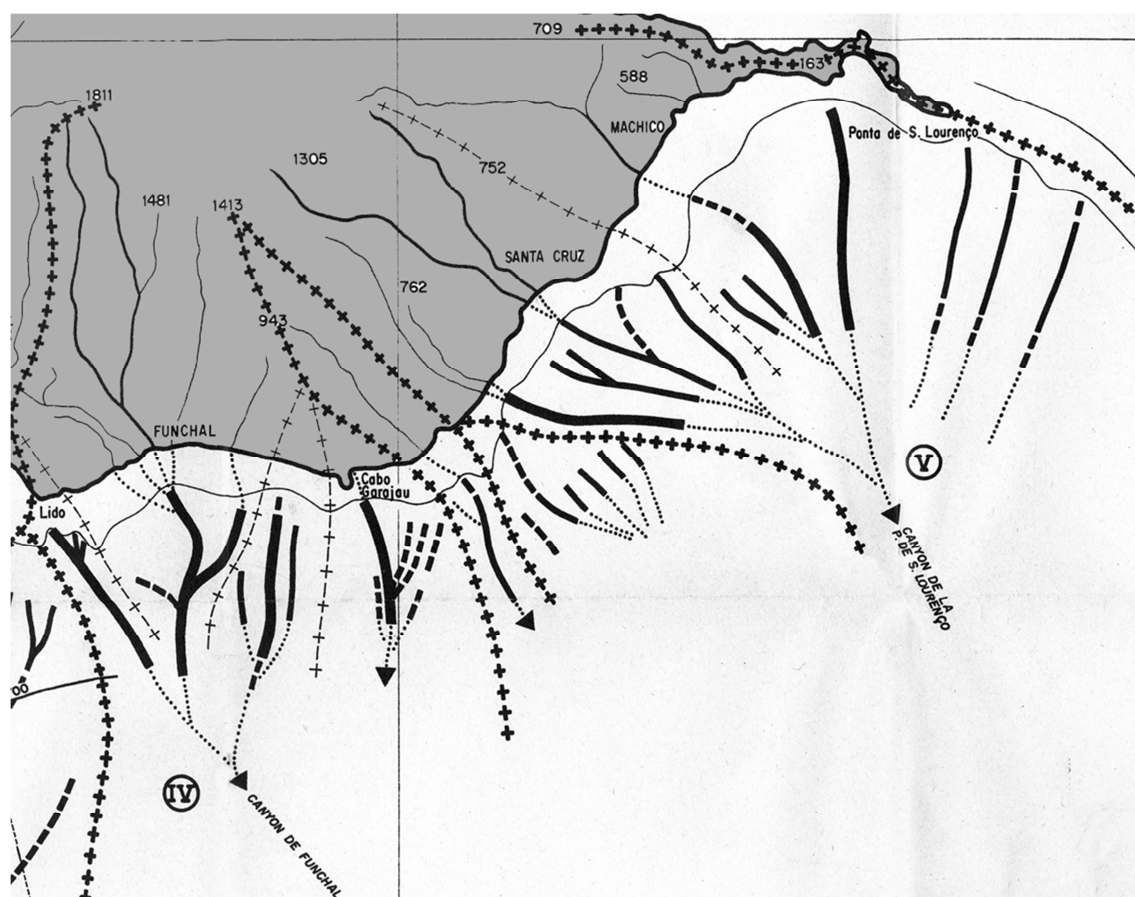 709
163
588
1811
MACHICO
Ponta de S. Lourenço
1305
752
1481
1413
SANTA CRUZ
762
943
FUNCHAL
V
Cabo
Garajau
Lido
CANYON DE LA
P. DE S. LOURENÇO
00
IV
CANYON DE FUNCHAL